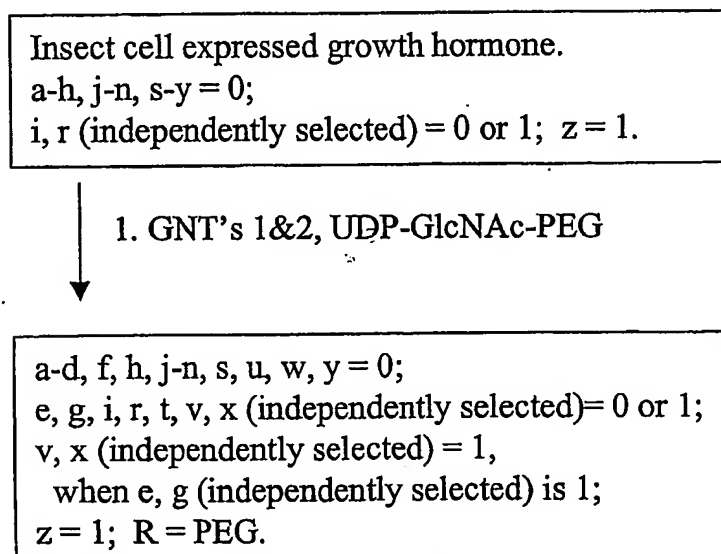 Insect cell expressed growth hormone.
a-h, j-n, s-y = 0;
i, r (independently selected) = 0 or 1; z = 1.
1. GNT's 1&2, UDP-GlcNAc-PEG
a-d, f, h, j-n, s, u, w, y = 0;
e, g, i, r, t, v, x (independently selected)= 0 or 1;
v, x (independently selected) = 1,
when e, g (independently selected) is 1;
z = 1; R = PEG.